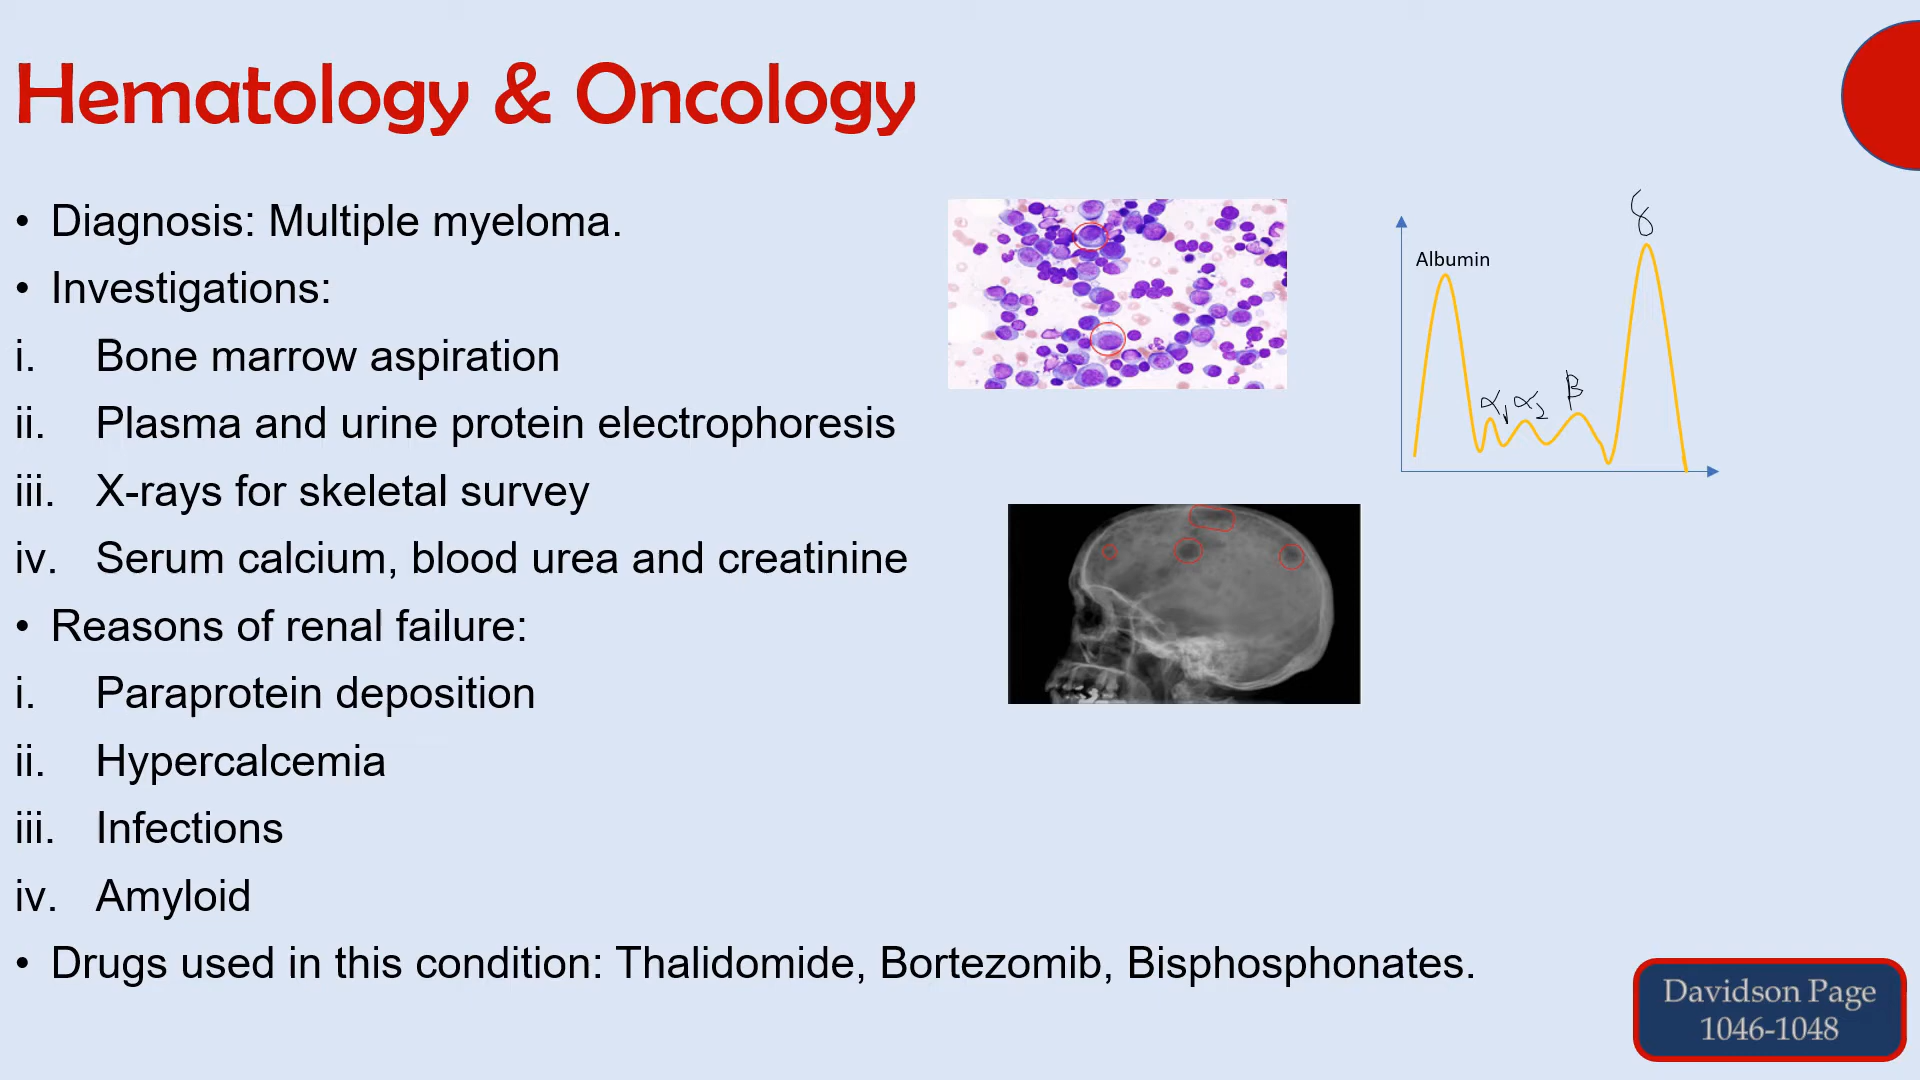 Hematology & Oncology
• Diagnosis: Multiple myeloma.
• Investigations:
i. Bone marrow aspiration
ii. Plasma and urine protein electrophoresis
iii. X-rays for skeletal survey
iv. Serum calcium, blood urea and creatinine
• Reasons of renal failure:
i. Paraprotein deposition
ii. Hypercalcemia
iii. Infections
iv. Amyloid
• Drugs used in this condition: Thalidomide, Bortezomib, Bisphosphonates.
Albumin
α1 α2 β
Davidson Page
1046-1048